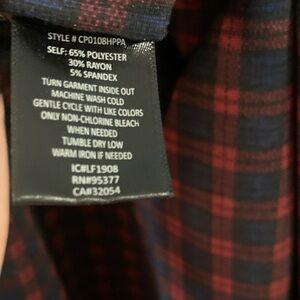 STYLE # CP0108HPPA
SELF: 65% POLYESTER
30% RAYON
5% SPANDEX
TURN GARMENT INSIDE OUT
MACHINE WASH COLD
GENTLE CYCLE WITH LIKE COLORS
ONLY NON-CHLORINE BLEACH
WHEN NEEDED
TUMBLE DRY LOW
WARM IRON IF NEEDED
IC#LF1908
RN#95377
CA#32054